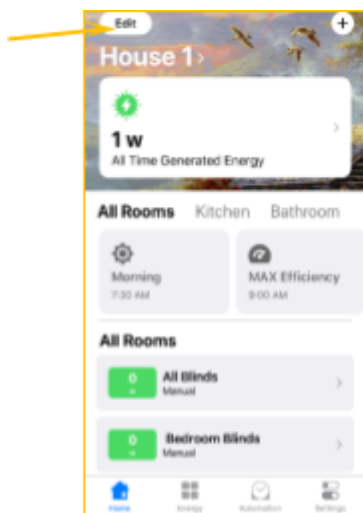 Edit
+
House 1 >
1 w
All Time Generated Energy
All Rooms Kitchen Bathroom
Morning
7:30 AM
MAX Efficiency
9:00 AM
All Rooms
0
w
All Blinds
Manual
0
w
Bedroom Blinds
Manual
Home Energy Automation Settings